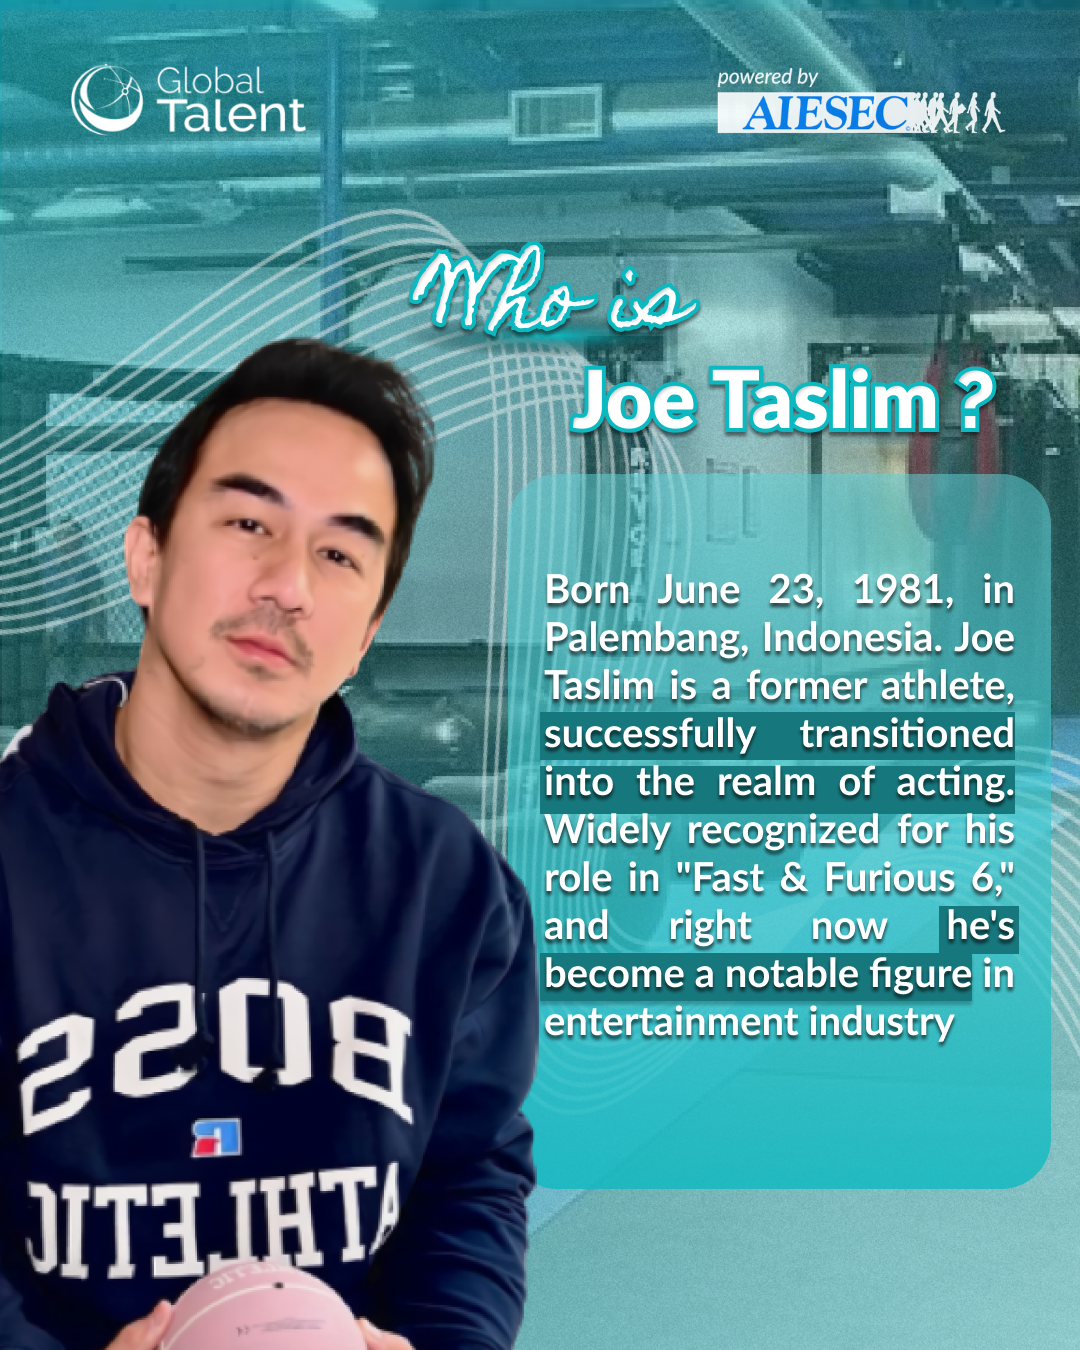 Global
Talent
powered by
AIESEC
Who is
Joe Taslim ?
Born June 23, 1981, in
Palembang, Indonesia. Joe
Taslim is a former athlete,
successfully transitioned
into the realm of acting.
Widely recognized for his
role in "Fast & Furious 6,"
and right now he's
become a notable figure in
entertainment industry
BOSS
R
ATHLETIC